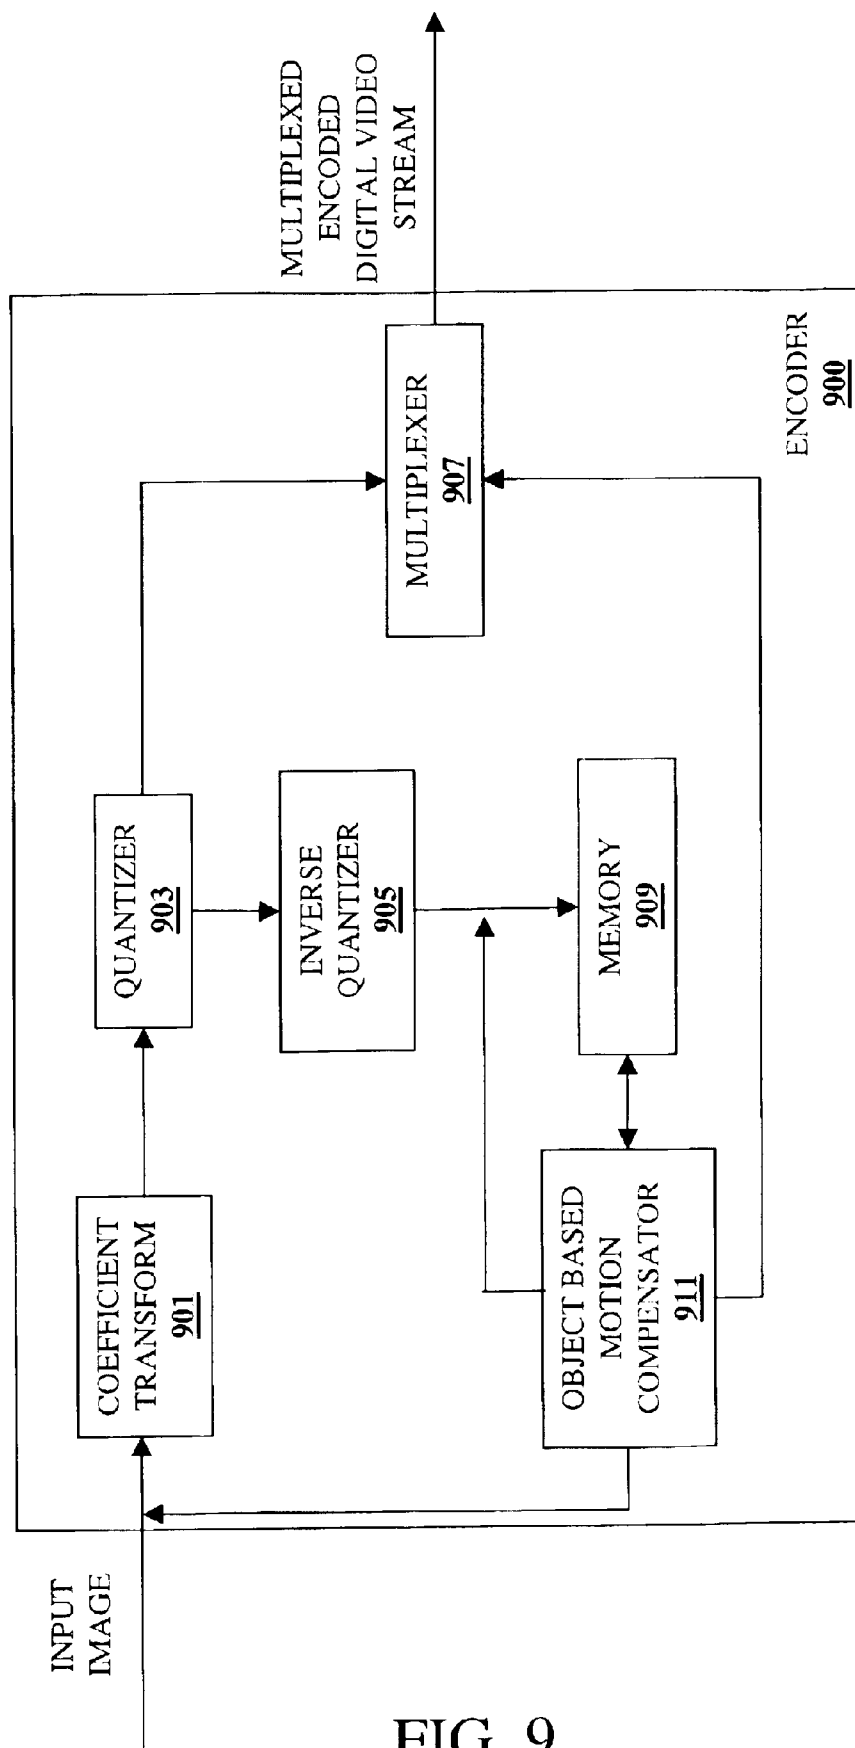 INPUT
IMAGE
COEFFICIENT
TRANSFORM
901
QUANTIZER
903
INVERSE
QUANTIZER
905
MULTIPLEXER
907
MEMORY
909
OBJECT BASED
MOTION
COMPENSATOR
911
MULTIPLEXED
ENCODED
DIGITAL VIDEO
STREAM
ENCODER
900
FIG. 9